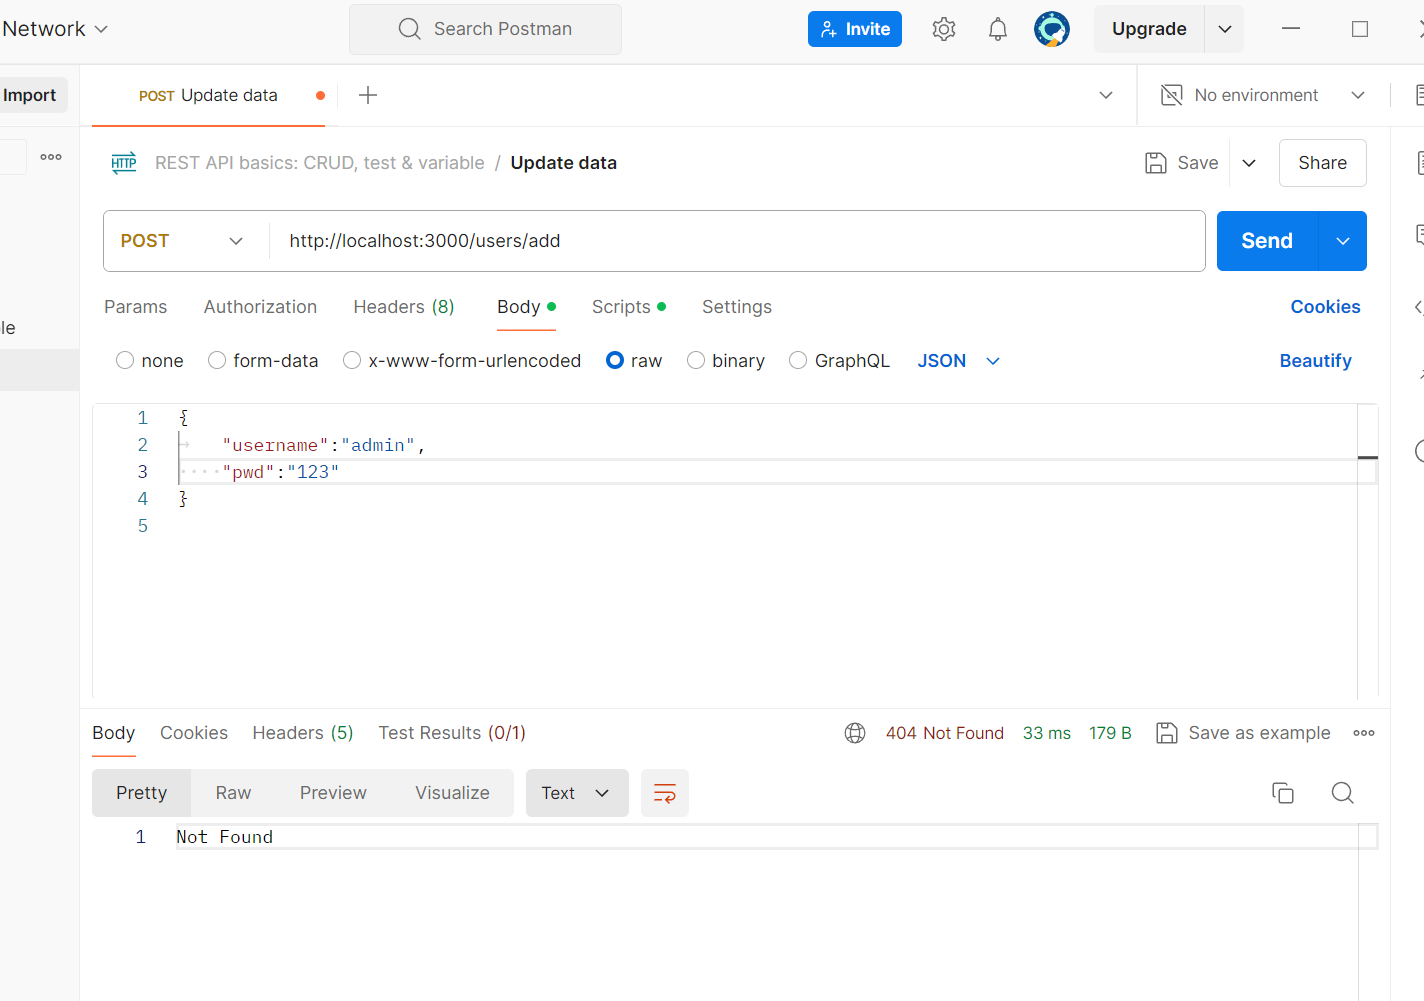 Network
Search Postman
Invite
Upgrade
Import
POST Update data
No environment
HTTP
REST API basics: CRUD, test & variable / Update data
Save
Share
POST
http://localhost:3000/users/add
Send
Params
Authorization
Headers (8)
Body
Scripts
Settings
Cookies
le
none
form-data
x-www-form-urlencoded
raw
binary
GraphQL
JSON
Beautify
1 {
2 "username":"admin",
3 "pwd":"123"
4 }
5
Body
Cookies
Headers (5)
Test Results (0/1)
404 Not Found
33 ms
179 B
Save as example
Pretty
Raw
Preview
Visualize
Text
1 Not Found